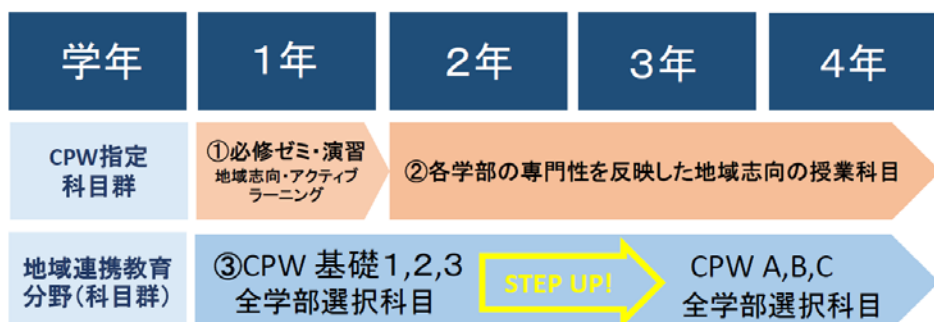 学年
1年
2年
3年
4年
CPW指定
科目群
①必修ゼミ・演習
地域志向・アクティブ
ラーニング
②各学部の専門性を反映した地域志向の授業科目
地域連携教育
分野(科目群)
③CPW 基礎1,2,3
全学部選択科目
STEP UP!
CPW A,B,C
全学部選択科目